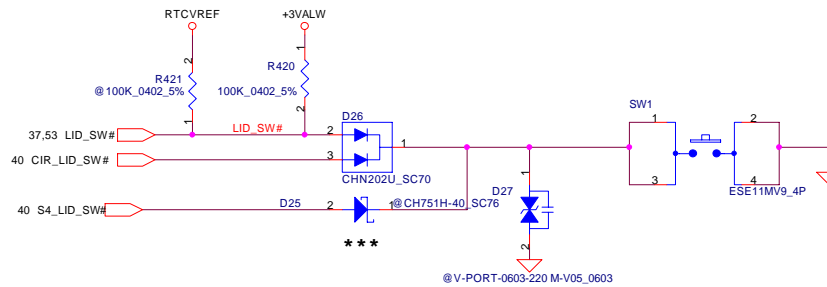 RTCVREF
+3VALW
2
1
R421
@100K_0402_5%
R420
100K_0402_5%
1
2
D26
SW1
37,53 LID_SW#
LID_SW#
2
1
1
2
40 CIR_LID_SW#
3
CHN202U_SC70
1
3
4
ESE11MV9_4P
40 S4_LID_SW#
D25
2
1
@CH751H-40_SC76
D27
2
***
@V-PORT-0603-220 M-V05_0603